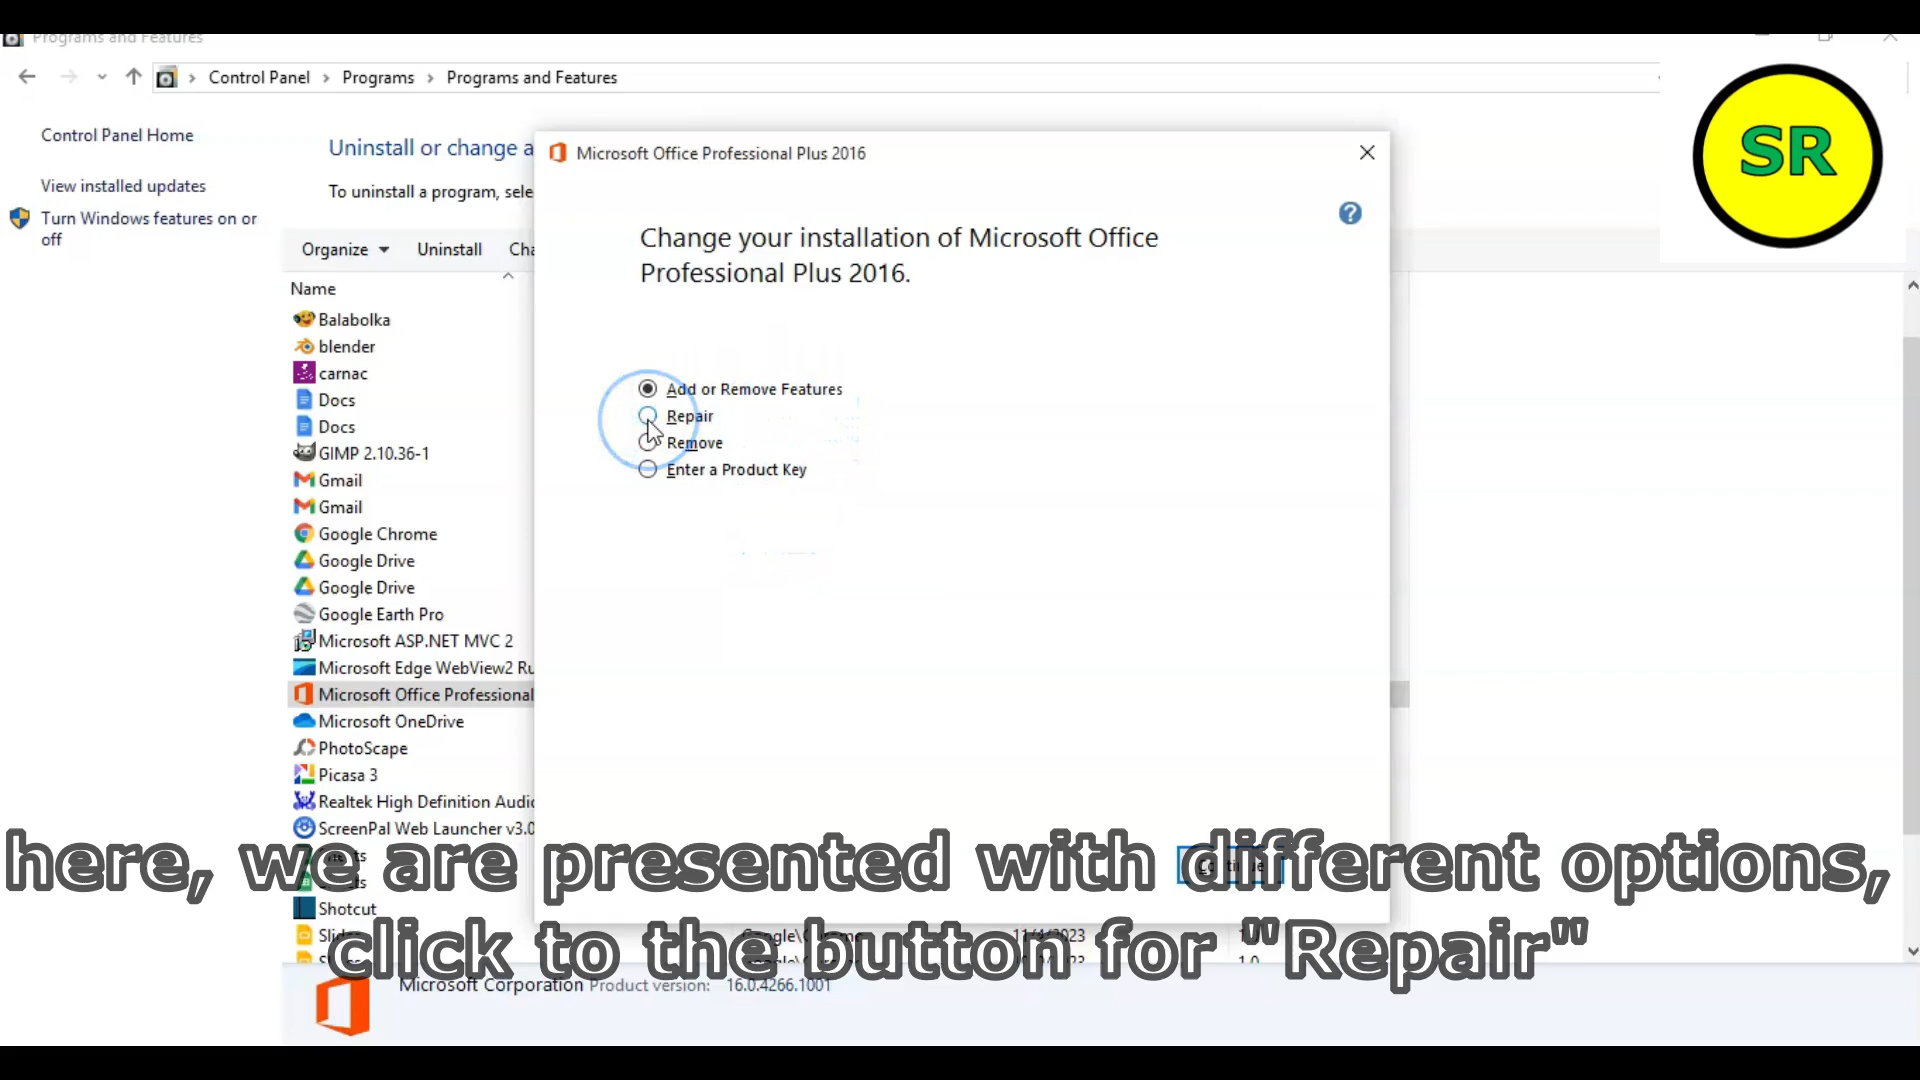 Programs and Features
Control Panel
Programs
Programs and Features
SR
Control Panel Home
View installed updates
Turn Windows features on or
off
Uninstall or change a
To uninstall a program, sele
Organize
Uninstall
Cha
Name
Balabolka
blender
carnac
Docs
Docs
GIMP 2.10.36-1
Gmail
Gmail
Google Chrome
Google Drive
Google Drive
Google Earth Pro
Microsoft ASP.NET MVC 2
Microsoft Edge WebView2 Ru
Microsoft Office Professional
Microsoft OneDrive
PhotoScape
Picasa 3
Realtek High Definition Audio
ScreenPal Web Launcher v3.0
Shotcut
Microsoft Office Professional Plus 2016
Change your installation of Microsoft Office
Professional Plus 2016.
Add or Remove Features
Repair
Remove
Enter a Product Key
here, we are presented with different options,
click to the button for "Repair"
Microsoft Corporation Product version: 16.0.4266.1001